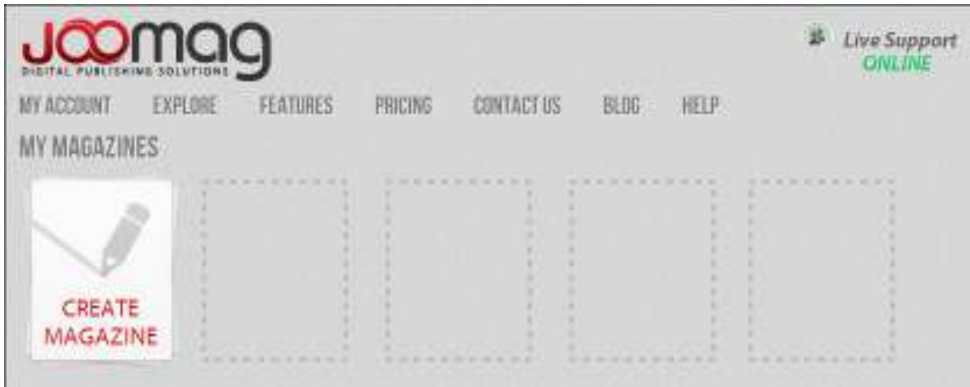 JOOmag
DIGITAL PUBLISHING SOLUTIONS
Live Support
ONLINE
MY ACCOUNT EXPLORE FEATURES PRICING CONTACT US BLOG HELP
MY MAGAZINES
CREATE
MAGAZINE